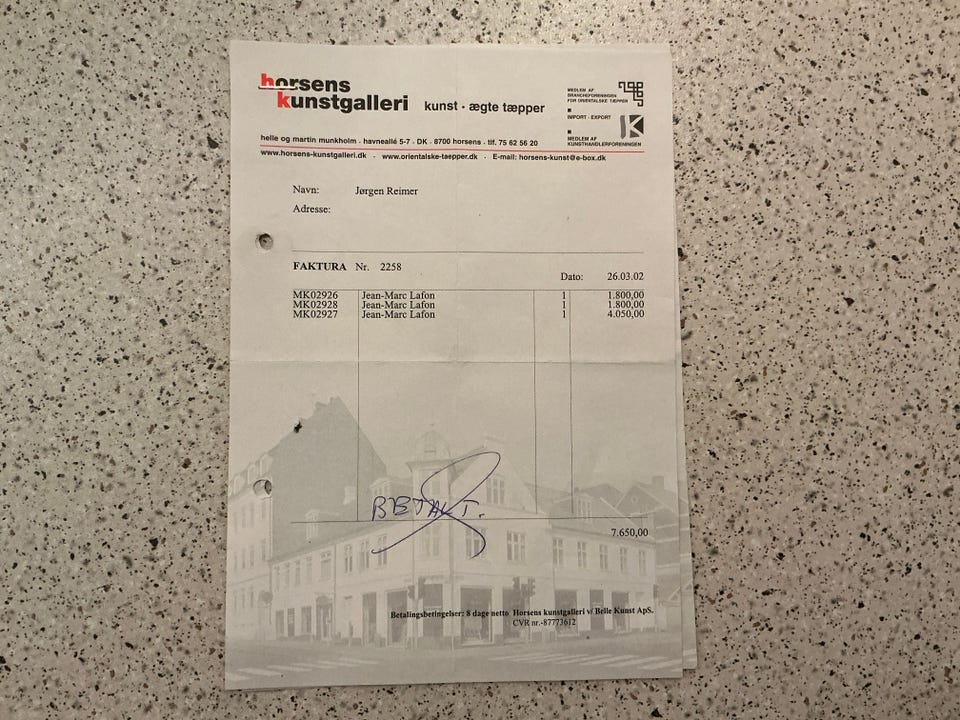 horsens
kunstgalleri kunst - ægte tæpper
MEDLEM AF
BRANCHEFORENINGEN
FOR ORIENTALSKE TÆPPER
IMPORT - EXPORT
MEDLEM AF
KUNSTHANDLERFORENINGEN
helle og martin munkholm · havneallé 5-7 · DK · 8700 horsens · tlf. 75 62 56 20
www.horsens-kunstgalleri.dk · www.orientalske-tæpper.dk · E-mail: horsens-kunst@e-box.dk
Navn: Jørgen Reimer
Adresse:
FAKTURA Nr. 2258
Dato: 26.03.02
MK02926 Jean-Marc Lafon 1 1.800,00
MK02928 Jean-Marc Lafon 1 1.800,00
MK02927 Jean-Marc Lafon 1 4.050,00
BETALT.
7.650,00
Betalingsbetingelser: 8 dage netto Horsens kunstgalleri v/ Belle Kunst ApS.
CVR nr.-87773612